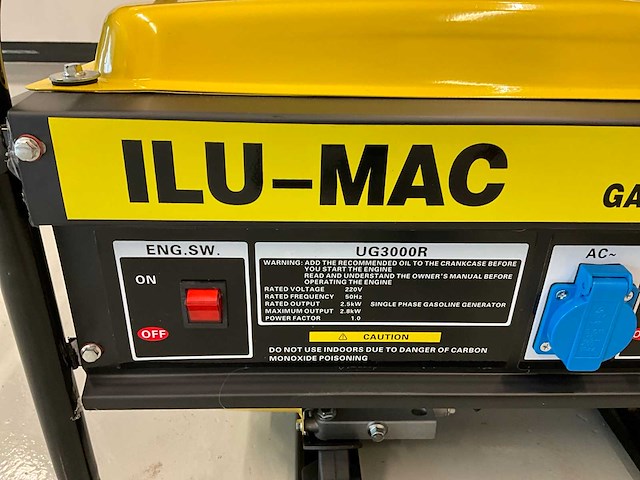 ILU-MAC
GA
ENG.SW.
ON
OFF
UG3000R
WARNING: ADD THE RECOMMENDED OIL TO THE CRANKCASE BEFORE
YOU START THE ENGINE
READ AND UNDERSTAND THE OWNER'S MANUAL BEFORE
OPERATING THE ENGINE
RATED VOLTAGE 220V
RATED FREQUENCY 50Hz
RATED OUTPUT 2.5kW SINGLE PHASE GASOLINE GENERATOR
MAXIMUM OUTPUT 2.8kW
POWER FACTOR 1.0
CAUTION
DO NOT USE INDOORS DUE TO DANGER OF CARBON
MONOXIDE POISONING
AC~